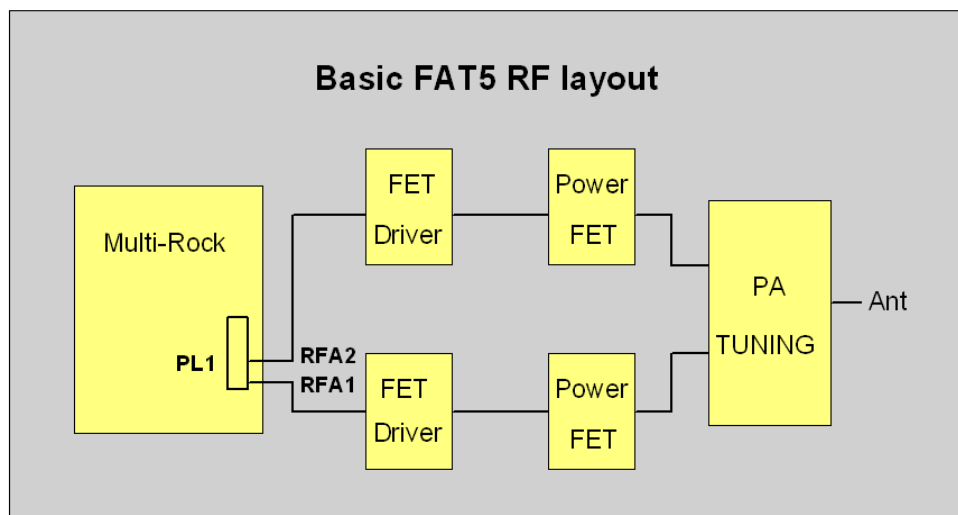 Basic FAT5 RF layout
Multi-Rock
PL1
RFA2
RFA1
FET
Driver
Power
FET
FET
Driver
Power
FET
PA
TUNING
Ant